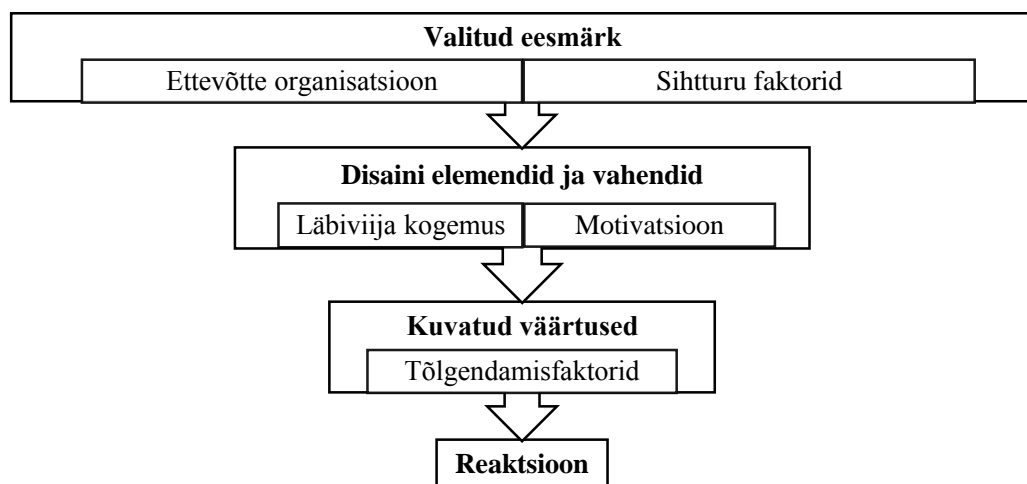 Valitud eesmärk
Ettevõtte organisatsioon
Sihtturu faktorid
Disaini elemendid ja vahendid
Läbiviija kogemus
Motivatsioon
Kuvatud väärtused
Tõlgendamisfaktorid
Reaktsioon